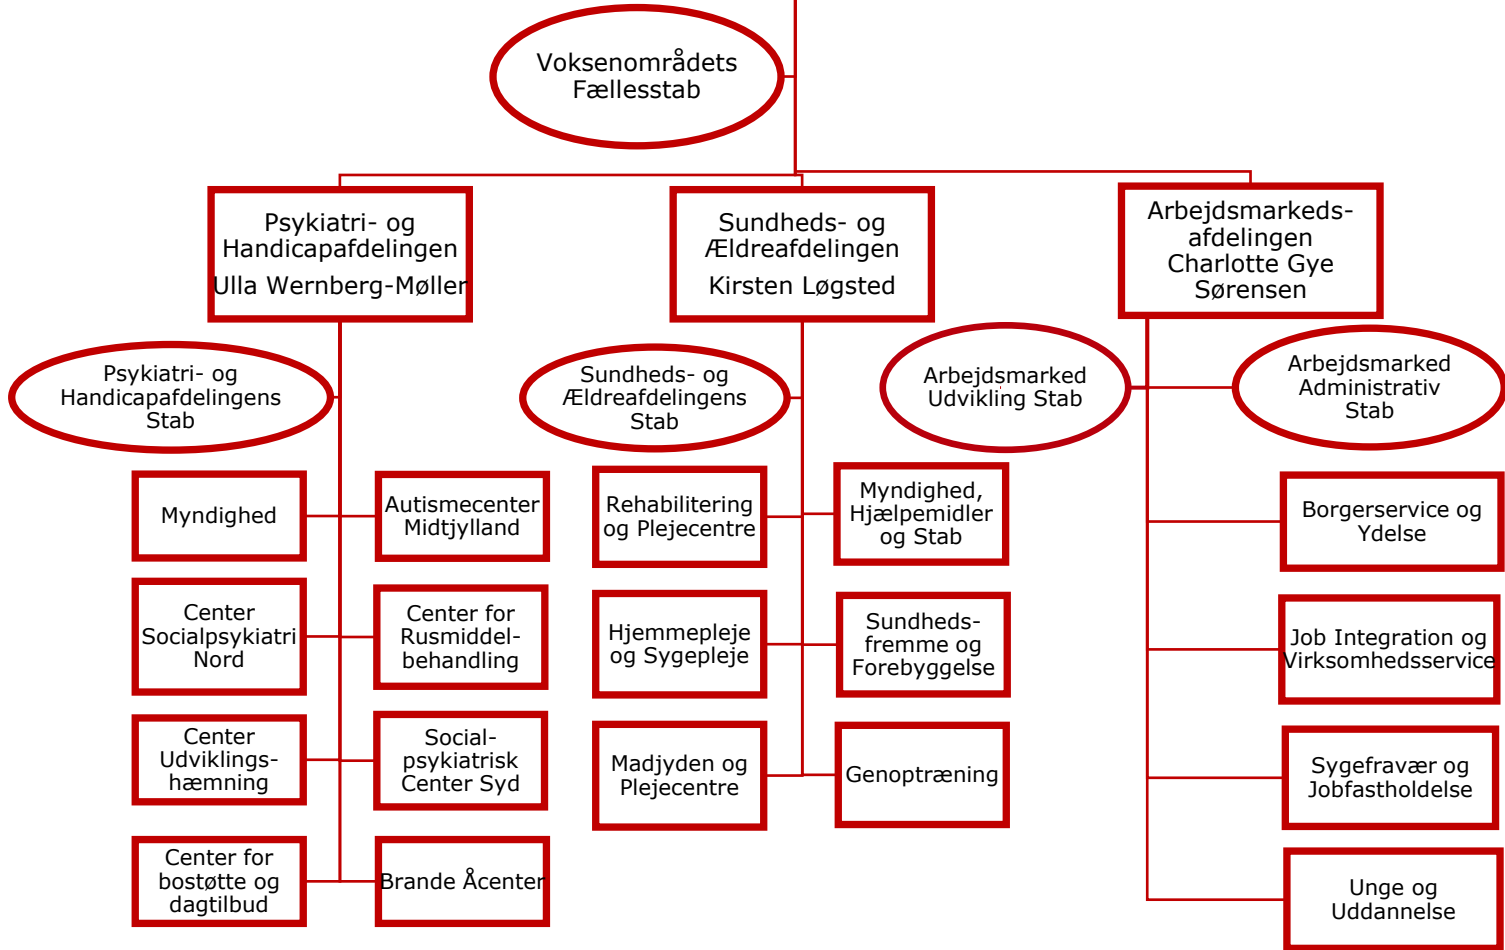 Voksenområdets
Fællesstab
Psykiatri- og
Handicapafdelingen
Ulla Wernberg-Møller
Sundheds- og
Ældreafdelingen
Kirsten Løgsted
Arbejdsmarkeds-
afdelingen
Charlotte Gye
Sørensen
Psykiatri- og
Handicapafdelingens
Stab
Sundheds- og
Ældreafdelingens
Stab
Arbejdsmarked
Udvikling Stab
Arbejdsmarked
Administrativ
Stab
Myndighed
Autismecenter
Midtjylland
Rehabilitering
og Plejecentre
Myndighed,
Hjælpemidler
og Stab
Borgerservice og
Ydelse
Center
Socialpsykiatri
Nord
Center for
Rusmiddel-
behandling
Hjemmepleje
og Sygepleje
Sundheds-
fremme og
Forebyggelse
Job Integration og
Virksomhedsservice
Center
Udviklings-
hæmning
Social-
psykiatrisk
Center Syd
Madjyden og
Plejecentre
Genoptræning
Sygefravær og
Jobfastholdelse
Center for
bostøtte og
dagtilbud
Brande Åcenter
Unge og
Uddannelse